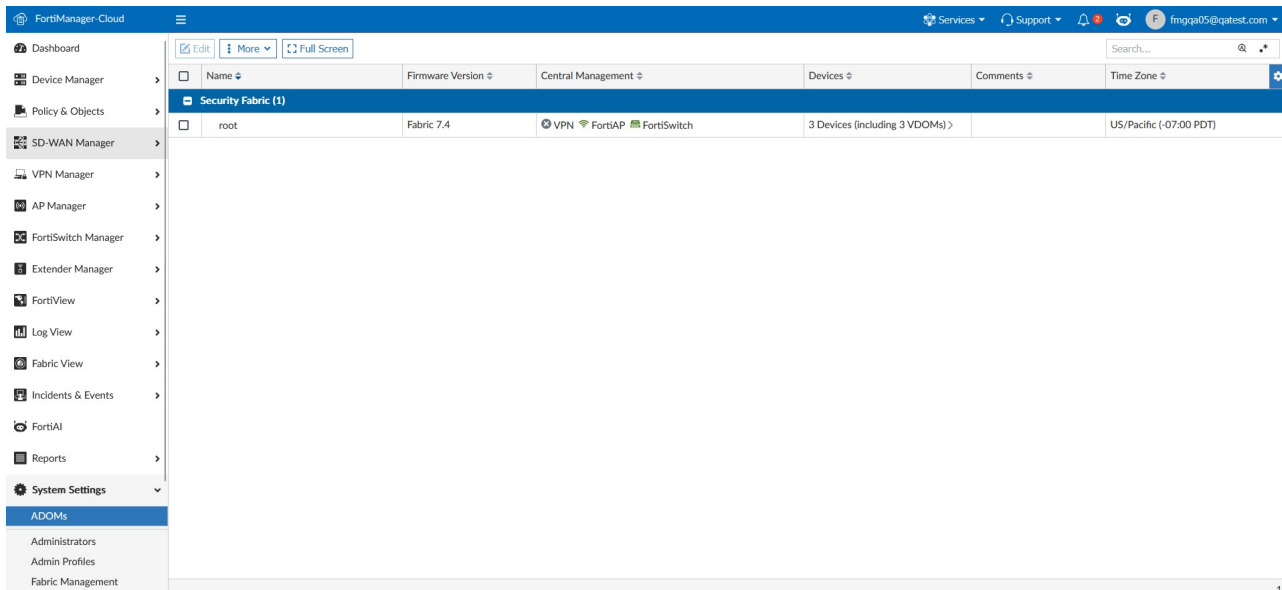 FortiManager-Cloud
Services Support 2 F fmgqa05@qatest.com
Dashboard
Device Manager
Policy & Objects
SD-WAN Manager
VPN Manager
AP Manager
FortiSwitch Manager
Extender Manager
FortiView
Log View
Fabric View
Incidents & Events
FortiAI
Reports
System Settings
ADOMs
Administrators
Admin Profiles
Fabric Management
Edit More Full Screen Search...
Name Firmware Version Central Management Devices Comments Time Zone
Security Fabric (1)
root Fabric 7.4 VPN FortiAP FortiSwitch 3 Devices (including 3 VDOMs) > US/Pacific (-07:00 PDT)